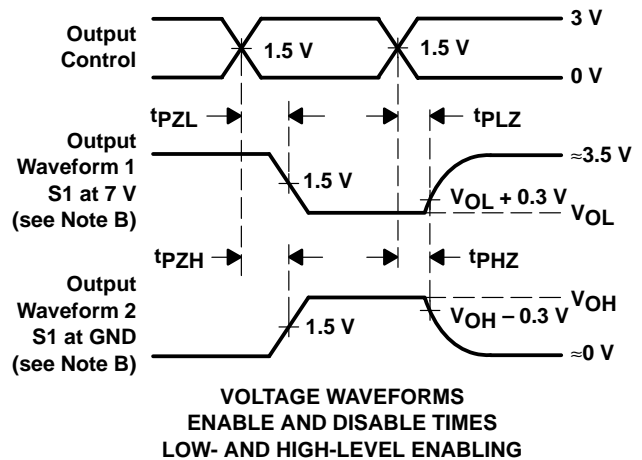 Output
Control
1.5 V
1.5 V
3 V
0 V
tPZL
tPLZ
Output
Waveform 1
S1 at 7 V
(see Note B)
1.5 V
≈3.5 V
VOL + 0.3 V
VOL
tPZH
tPHZ
Output
Waveform 2
S1 at GND
(see Note B)
1.5 V
VOH
VOH – 0.3 V
≈0 V
VOLTAGE WAVEFORMS
ENABLE AND DISABLE TIMES
LOW- AND HIGH-LEVEL ENABLING